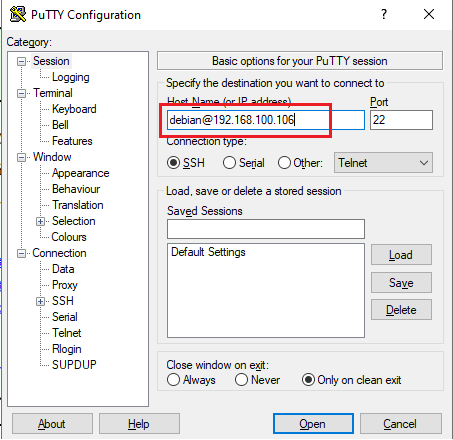 PuTTY Configuration
?
Category:
Session
Logging
Terminal
Keyboard
Bell
Features
Window
Appearance
Behaviour
Translation
Selection
Colours
Connection
Data
Proxy
SSH
Serial
Telnet
Rlogin
SUPDUP
Basic options for your PuTTY session
Specify the destination you want to connect to
Host Name (or IP address) Port
debian@192.168.100.106 22
Connection type:
SSH Serial Other: Telnet
Load, save or delete a stored session
Saved Sessions
Default Settings
Load
Save
Delete
Close window on exit:
Always Never Only on clean exit
About Help Open Cancel